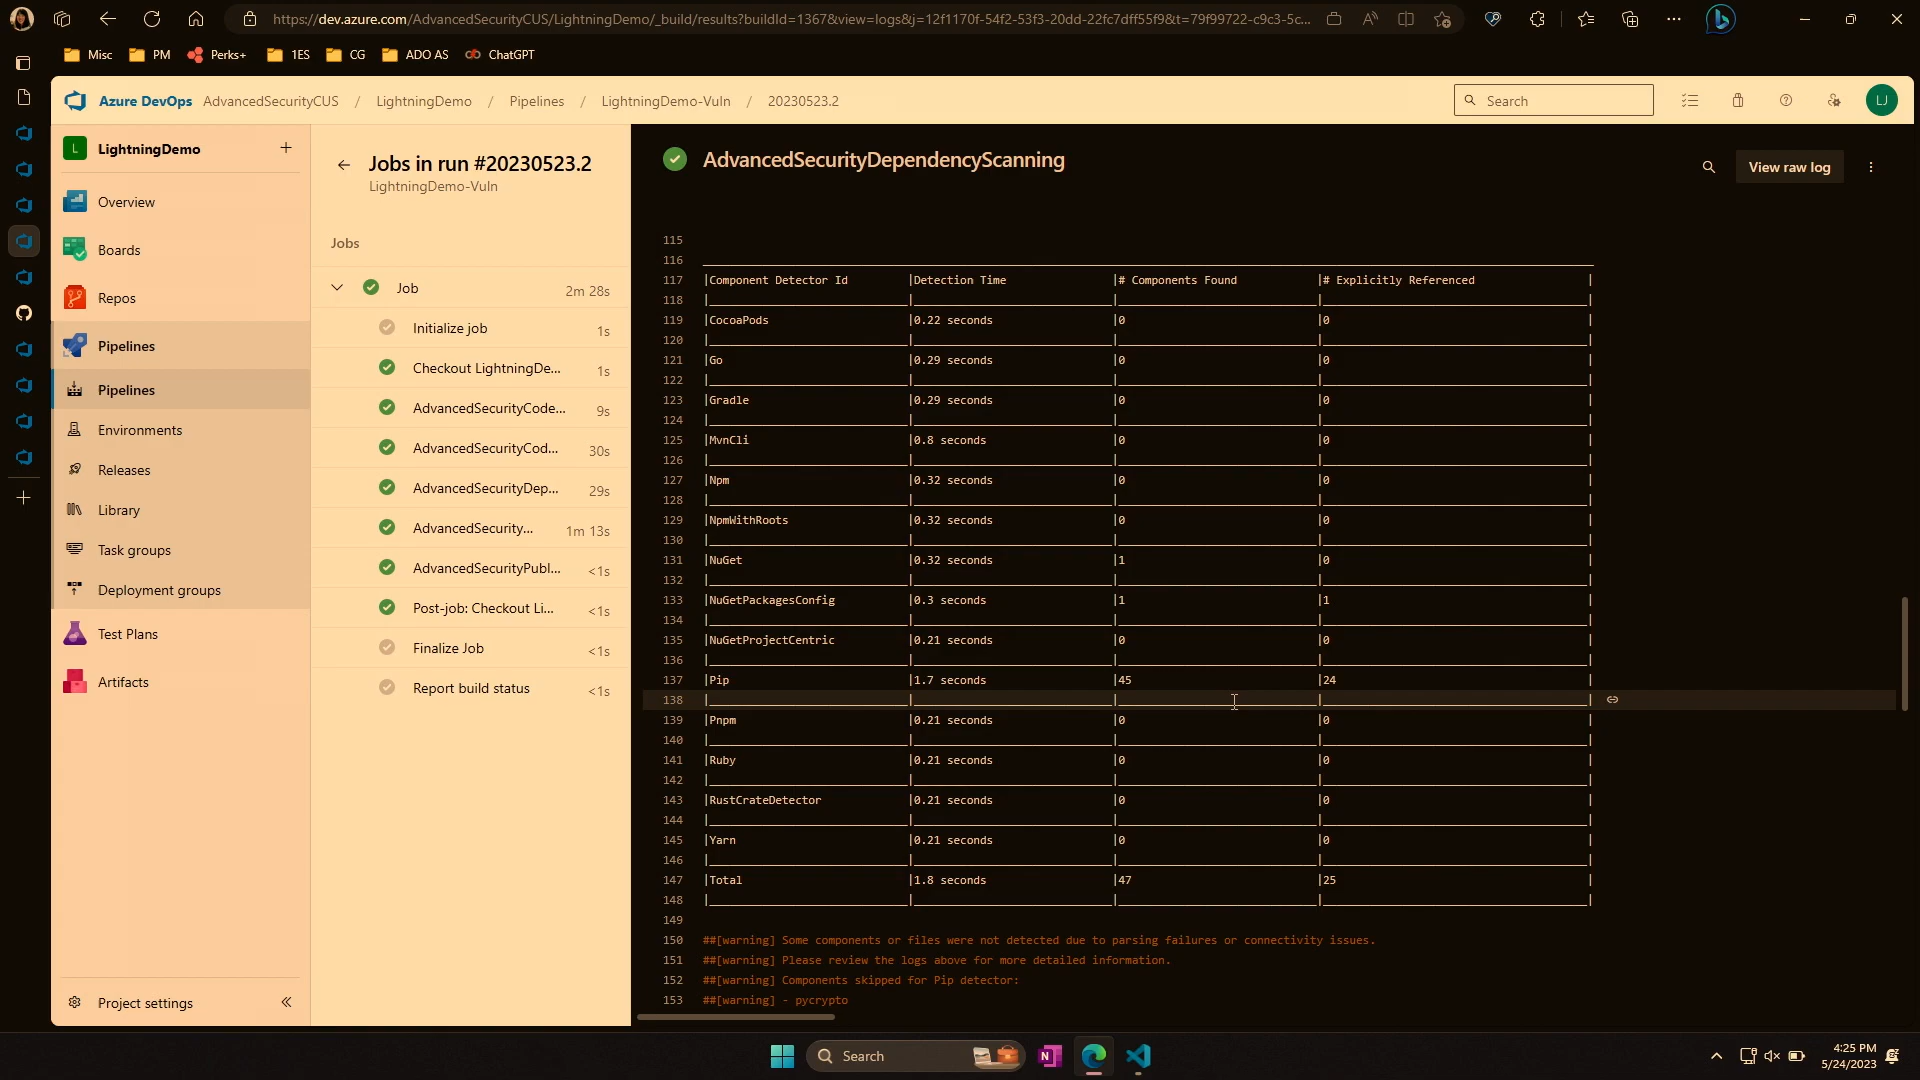 https://dev.azure.com/AdvancedSecurityCUS/LightningDemo/_build/results?buildId=1367&view=logs&j=12f1170f-54f2-53f3-20dd-22fc7dff55f9&t=79f99722-c9c3-5c...
Misc PM Perks+ 1ES CG ADO AS ChatGPT
Azure DevOps AdvancedSecurityCUS / LightningDemo / Pipelines / LightningDemo-Vuln / 20230523.2 Search LJ
L LightningDemo +
Overview
Boards
Repos
Pipelines
Pipelines
Environments
Releases
Library
Task groups
Deployment groups
Test Plans
Artifacts
Project settings
Jobs in run #20230523.2
LightningDemo-Vuln
Jobs
Job 2m 28s
Initialize job 1s
Checkout LightningDe... 1s
AdvancedSecurityCode... 9s
AdvancedSecurityCod... 30s
AdvancedSecurityDep... 29s
AdvancedSecurity... 1m 13s
AdvancedSecurityPubl... <1s
Post-job: Checkout Li... <1s
Finalize Job <1s
Report build status <1s
AdvancedSecurityDependencyScanning
View raw log
115
116
117 |Component Detector Id |Detection Time |# Components Found |# Explicitly Referenced |
118
119 |CocoaPods |0.22 seconds |0 |0 |
120
121 |Go |0.29 seconds |0 |0 |
122
123 |Gradle |0.29 seconds |0 |0 |
124
125 |MvnCli |0.8 seconds |0 |0 |
126
127 |Npm |0.32 seconds |0 |0 |
128
129 |NpmWithRoots |0.32 seconds |0 |0 |
130
131 |NuGet |0.32 seconds |1 |0 |
132
133 |NuGetPackagesConfig |0.3 seconds |1 |1 |
134
135 |NuGetProjectCentric |0.21 seconds |0 |0 |
136
137 |Pip |1.7 seconds |45 |24 |
138
139 |Pnpm |0.21 seconds |0 |0 |
140
141 |Ruby |0.21 seconds |0 |0 |
142
143 |RustCrateDetector |0.21 seconds |0 |0 |
144
145 |Yarn |0.21 seconds |0 |0 |
146
147 |Total |1.8 seconds |47 |25 |
148
149
150 ##[warning] Some components or files were not detected due to parsing failures or connectivity issues.
151 ##[warning] Please review the logs above for more detailed information.
152 ##[warning] Components skipped for Pip detector:
153 ##[warning] - pycrypto
Search
4:25 PM
5/24/2023